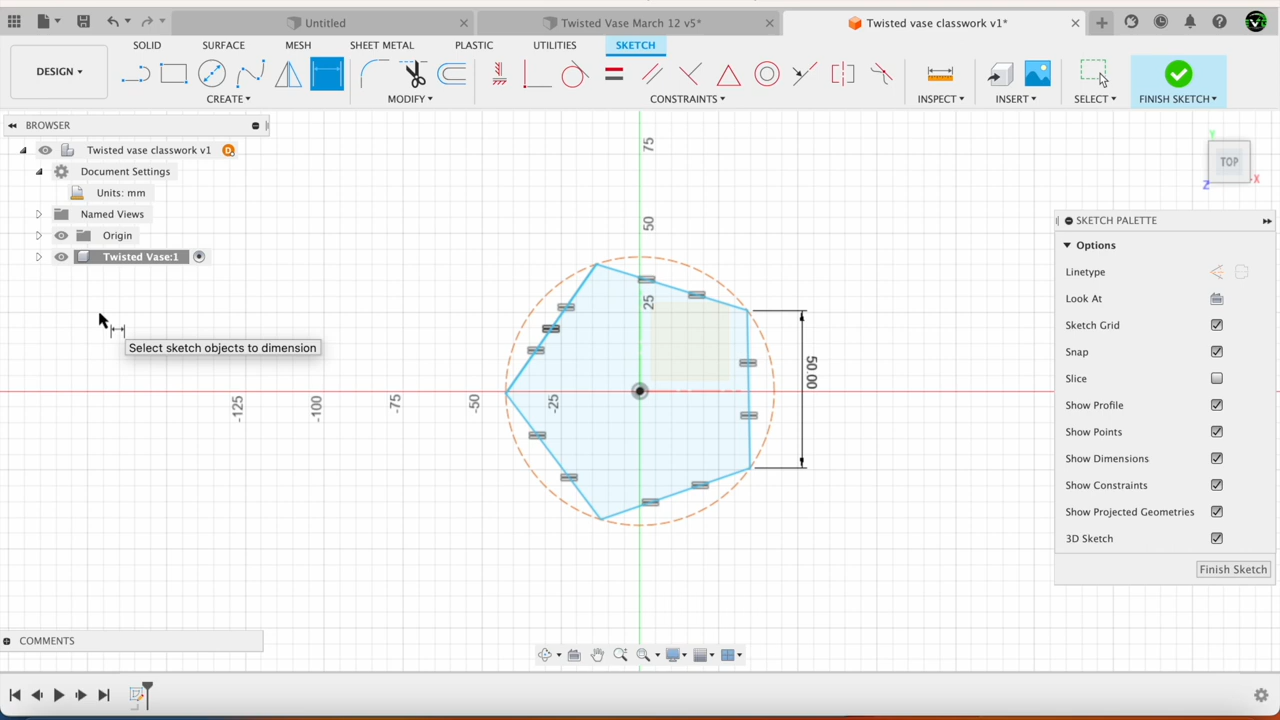 Untitled
Twisted Vase March 12 v5*
Twisted vase classwork v1*
SOLID
SURFACE
MESH
SHEET METAL
PLASTIC
UTILITIES
SKETCH
DESIGN
CREATE
MODIFY
CONSTRAINTS
INSPECT
INSERT
SELECT
FINISH SKETCH
BROWSER
Twisted vase classwork v1
Document Settings
Units: mm
Named Views
Origin
Twisted Vase:1
Select sketch objects to dimension
75
50
25
-125
-100
-75
-50
-25
50.00
Y
TOP
Z
X
SKETCH PALETTE
Options
Linetype
Look At
Sketch Grid
Snap
Slice
Show Profile
Show Points
Show Dimensions
Show Constraints
Show Projected Geometries
3D Sketch
Finish Sketch
COMMENTS